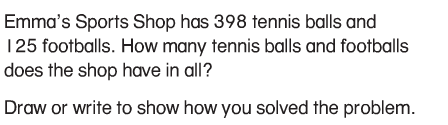 Emma's Sports Shop has 398 tennis balls and
125 footballs. How many tennis balls and footballs
does the shop have in all?
Draw or write to show how you solved the problem.